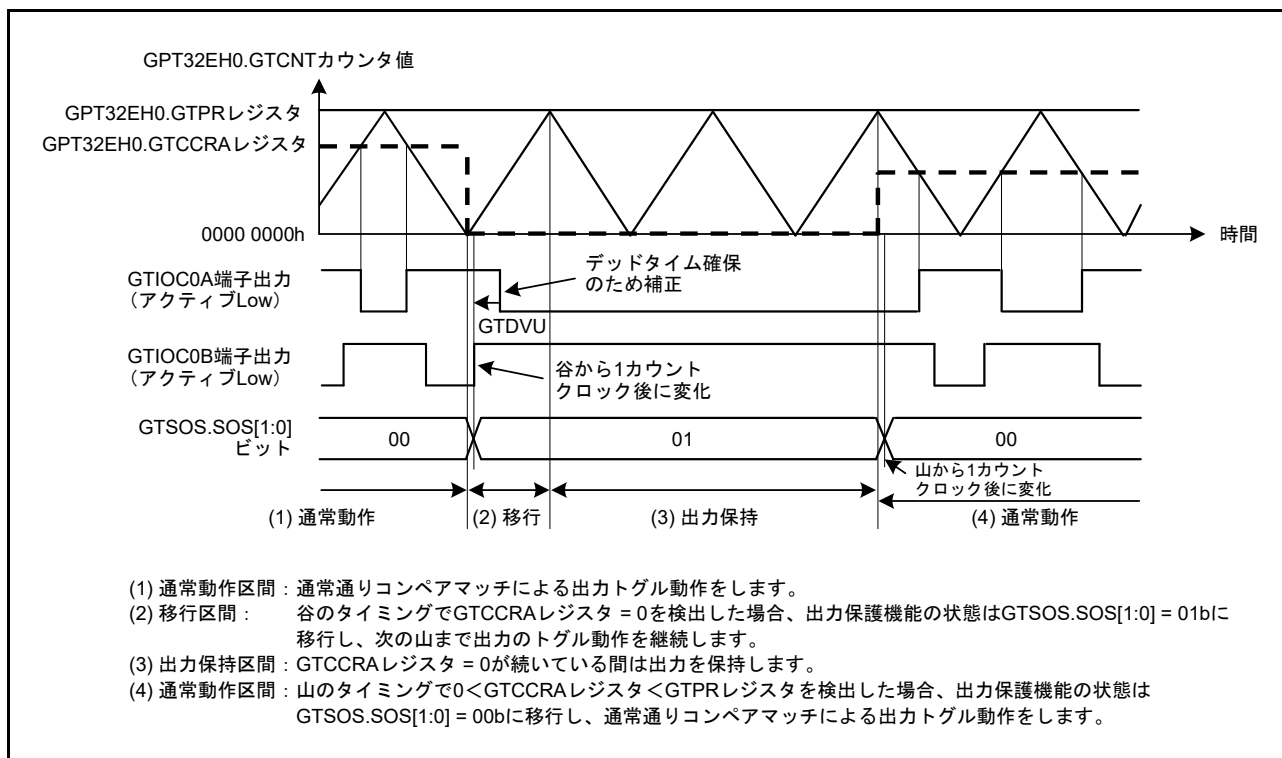 GPT32EH0.GTCNTカウンタ値
GPT32EH0.GTPRレジスタ
GPT32EH0.GTCCRAレジスタ
0000 0000h
時間
GTIOC0A端子出力
（アクティブLow）
デッドタイム確保
のため補正
GTDVU
GTIOC0B端子出力
（アクティブLow）
谷から1カウント
クロック後に変化
GTSOS.SOS[1:0]
ビット
00
01
00
山から1カウント
クロック後に変化
(1) 通常動作
(2) 移行
(3) 出力保持
(4) 通常動作
(1) 通常動作区間：通常通りコンペアマッチによる出力トグル動作をします。
(2) 移行区間：谷のタイミングでGTCCRAレジスタ = 0を検出した場合、出力保護機能の状態はGTSOS.SOS[1:0] = 01bに
移行し、次の山まで出力のトグル動作を継続します。
(3) 出力保持区間：GTCCRAレジスタ = 0が続いている間は出力を保持します。
(4) 通常動作区間：山のタイミングで0＜GTCCRAレジスタ＜GTPRレジスタを検出した場合、出力保護機能の状態は
GTSOS.SOS[1:0] = 00bに移行し、通常通りコンペアマッチによる出力トグル動作をします。